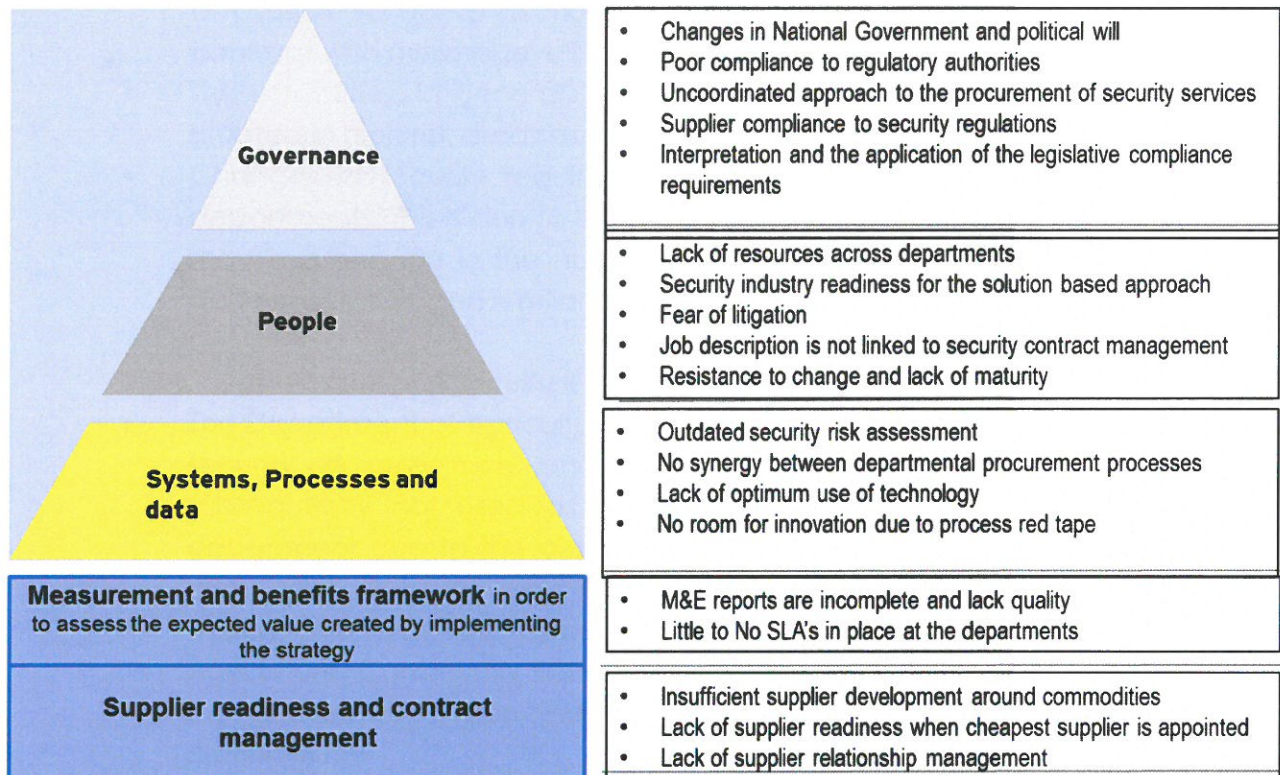 Governance
• Changes in National Government and political will
• Poor compliance to regulatory authorities
• Uncoordinated approach to the procurement of security services
• Supplier compliance to security regulations
• Interpretation and the application of the legislative compliance
requirements
People
• Lack of resources across departments
• Security industry readiness for the solution based approach
• Fear of litigation
• Job description is not linked to security contract management
• Resistance to change and lack of maturity
Systems, Processes and
data
• Outdated security risk assessment
• No synergy between departmental procurement processes
• Lack of optimum use of technology
• No room for innovation due to process red tape
Measurement and benefits framework in order
to assess the expected value created by implementing
the strategy
• M&E reports are incomplete and lack quality
• Little to No SLA's in place at the departments
Supplier readiness and contract
management
• Insufficient supplier development around commodities
• Lack of supplier readiness when cheapest supplier is appointed
• Lack of supplier relationship management